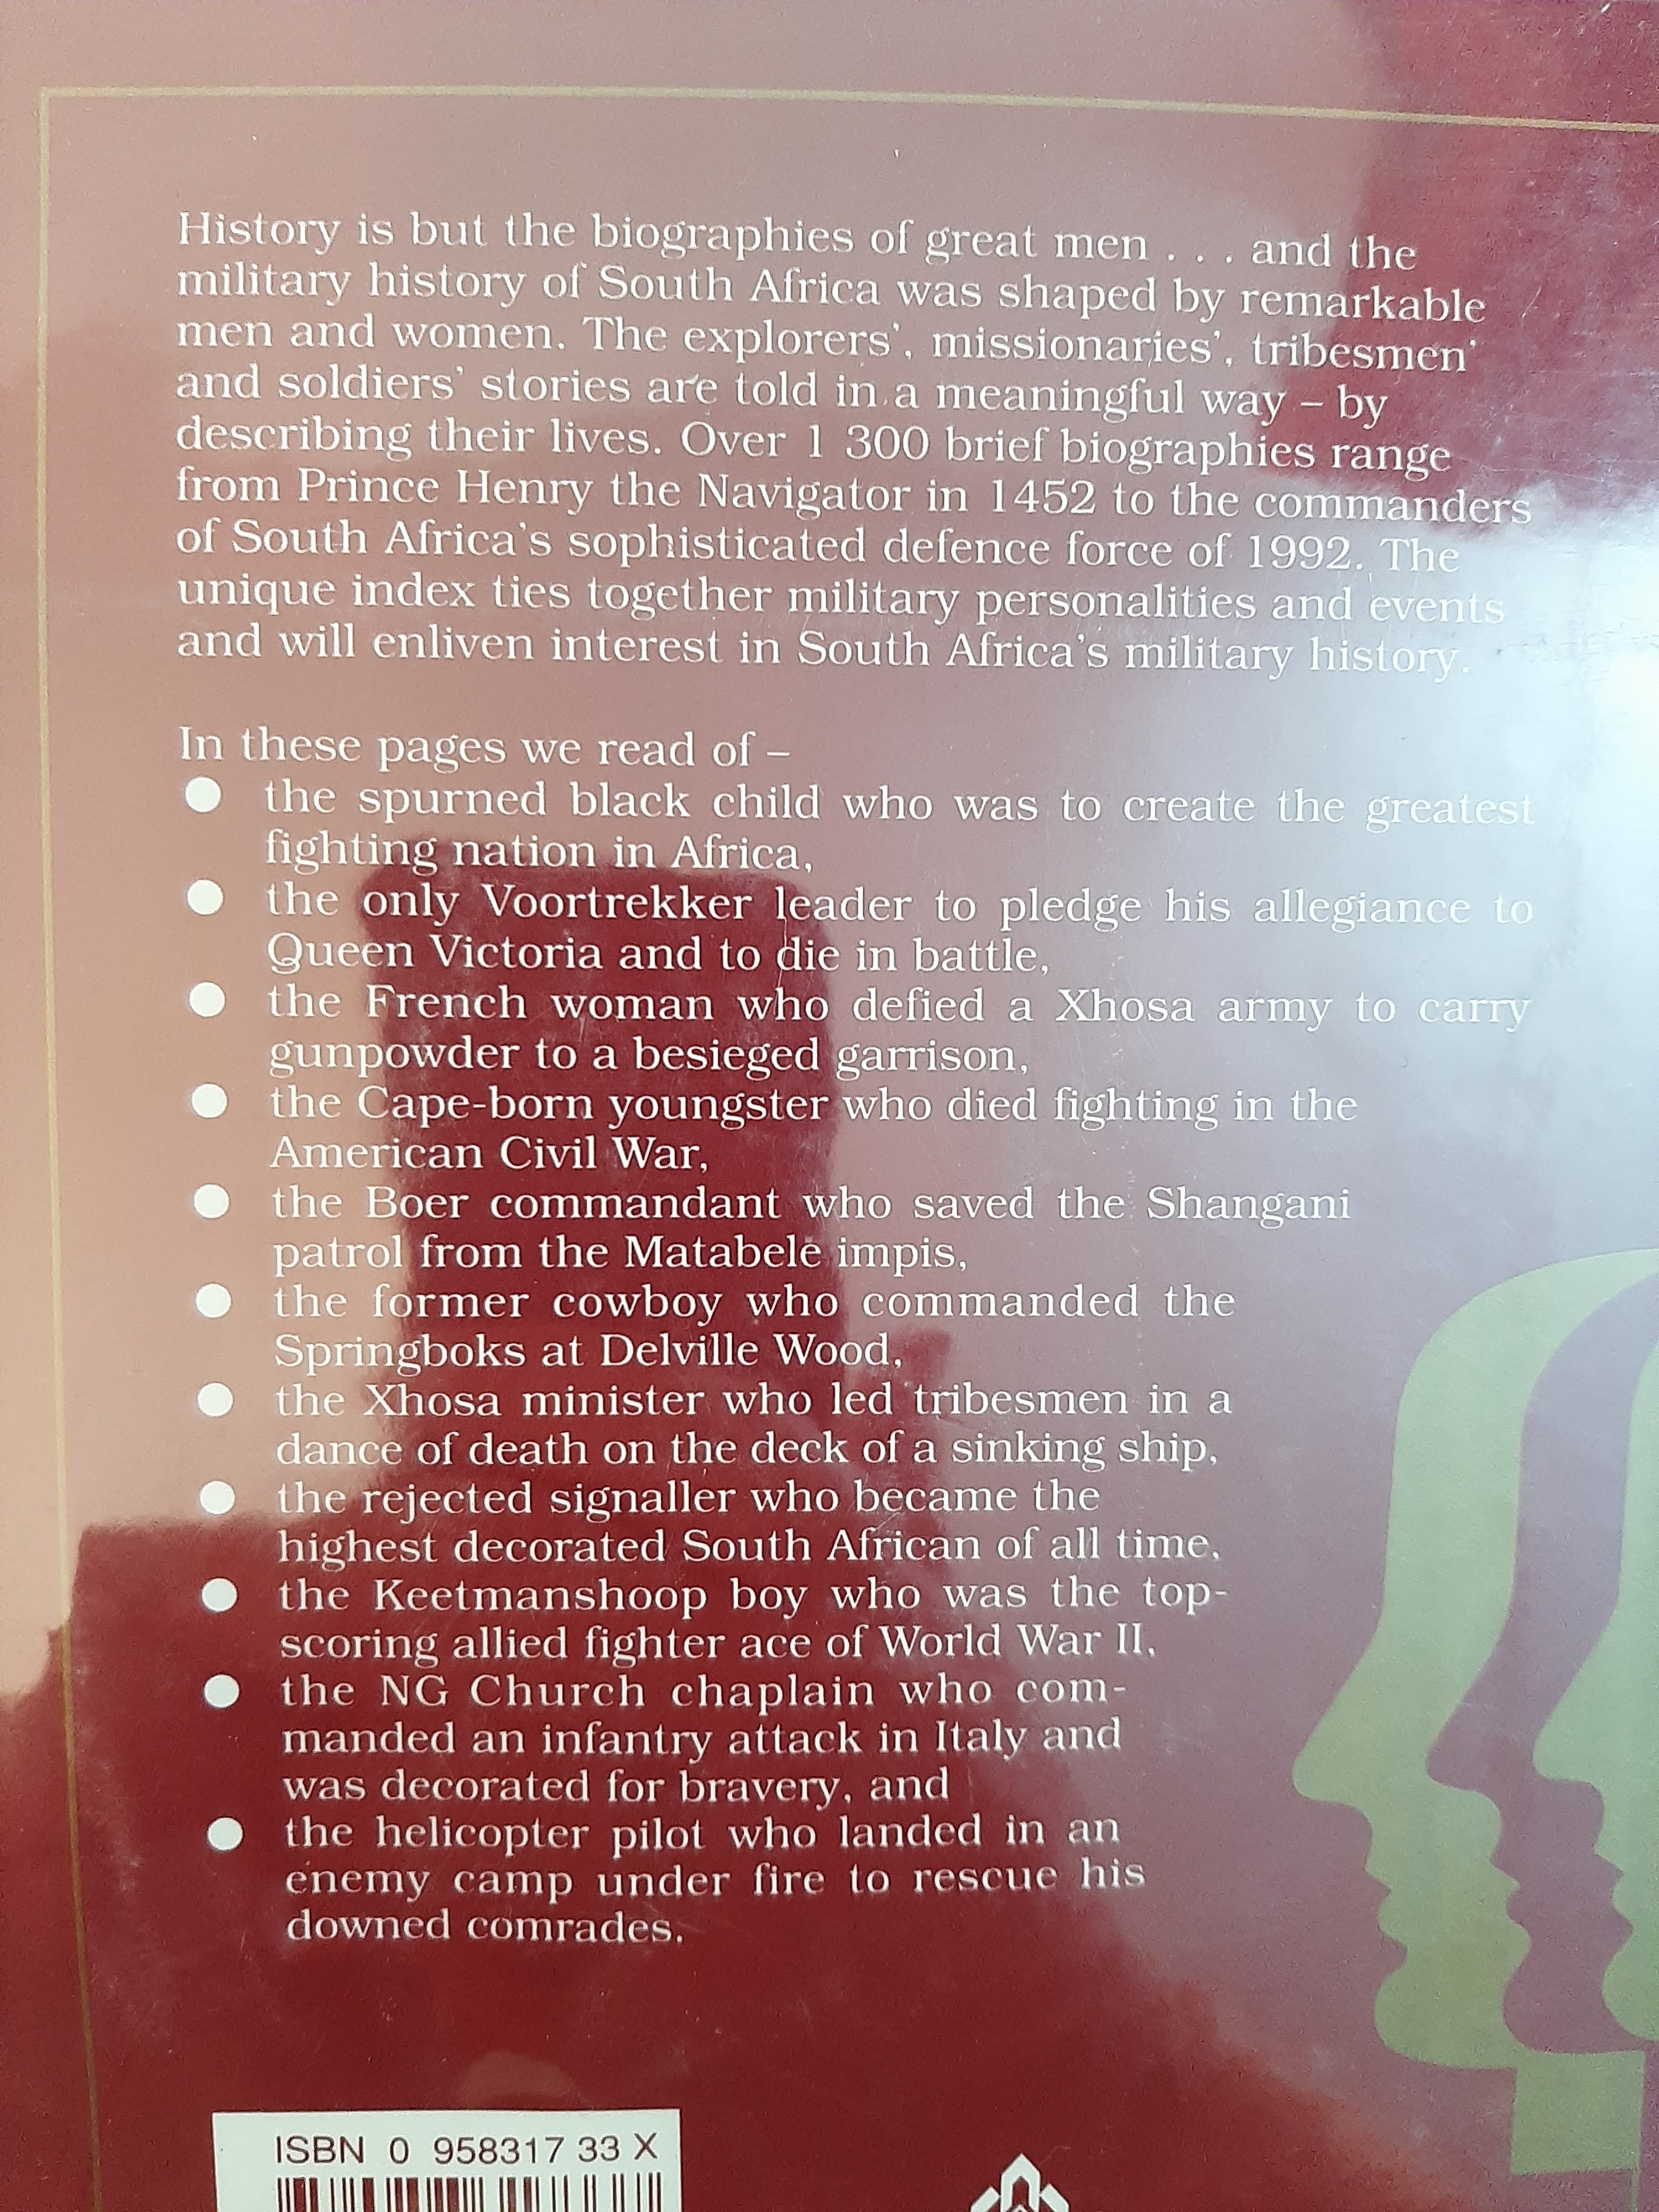 History is but the biographies of great men . . . and the
military history of South Africa was shaped by remarkable
men and women. The explorers', missionaries', tribesmen'
and soldiers' stories are told in a meaningful way – by
describing their lives. Over 1 300 brief biographies range
from Prince Henry the Navigator in 1452 to the commanders
of South Africa's sophisticated defence force of 1992. The
unique index ties together military personalities and events
and will enliven interest in South Africa's military history.
In these pages we read of –
● the spurned black child who was to create the greatest
fighting nation in Africa,
● the only Voortrekker leader to pledge his allegiance to
Queen Victoria and to die in battle,
● the French woman who defied a Xhosa army to carry
gunpowder to a besieged garrison,
● the Cape-born youngster who died fighting in the
American Civil War,
● the Boer commandant who saved the Shangani
patrol from the Matabele impis,
● the former cowboy who commanded the
Springboks at Delville Wood,
● the Xhosa minister who led tribesmen in a
dance of death on the deck of a sinking ship,
● the rejected signaller who became the
highest decorated South African of all time,
● the Keetmanshoop boy who was the top-
scoring allied fighter ace of World War II,
● the NG Church chaplain who com-
manded an infantry attack in Italy and
was decorated for bravery, and
● the helicopter pilot who landed in an
enemy camp under fire to rescue his
downed comrades.
ISBN 0 958317 33 X